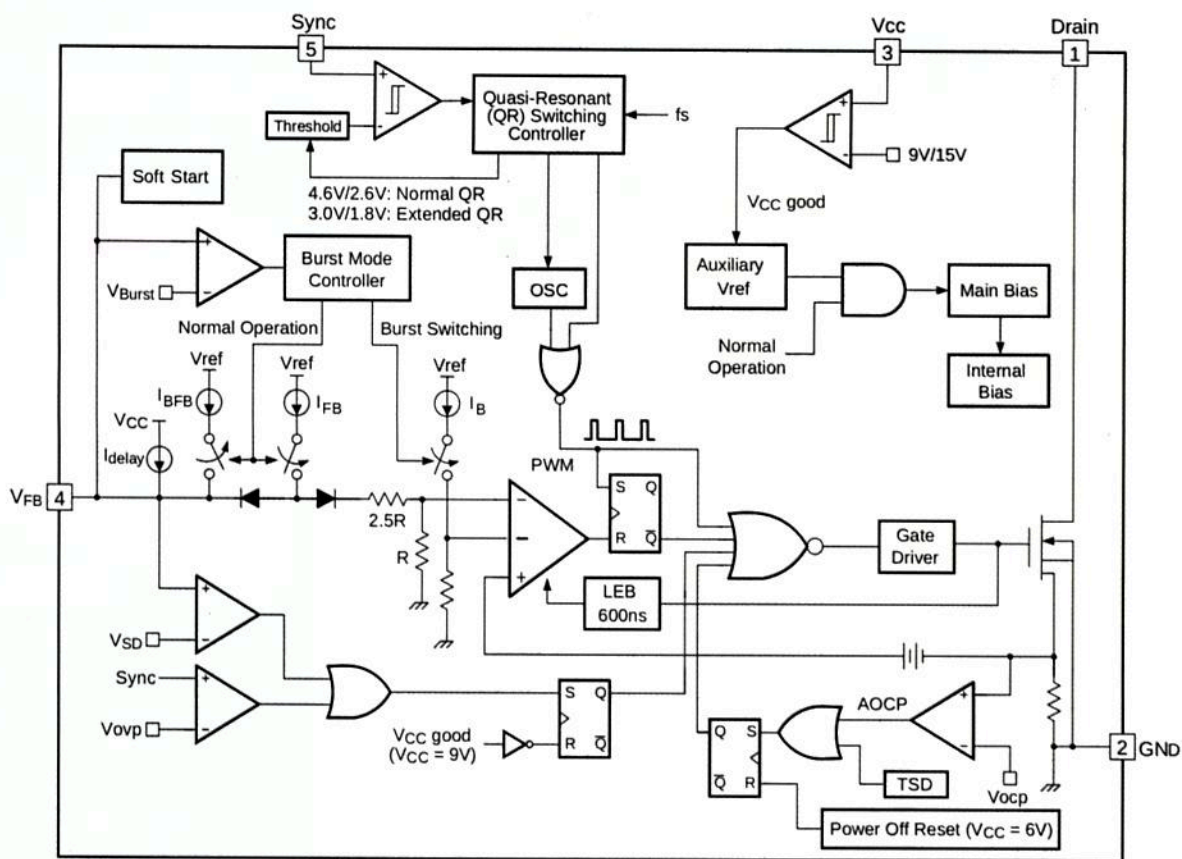 Sync
Vcc
Drain
5
3
1
+
-
Threshold
Quasi-Resonant
(QR) Switching
Controller
fs
+
-
9V/15V
Soft Start
4.6V/2.6V: Normal QR
3.0V/1.8V: Extended QR
VCC good
+
-
VBurst
Burst Mode
Controller
OSC
Auxiliary
Vref
Main Bias
Normal Operation
Burst Switching
Normal
Operation
Internal
Bias
Vref
Vref
Vref
IBFB
IFB
IB
VCC
Idelay
PWM
VFB
4
2.5R
R
−
−
+
S
Q
R
Q̅
Gate
Driver
LEB
600ns
+
−
VSD
Sync
+
−
Vovp
S
Q
R
Q̅
VCC good
(VCC = 9V)
AOCP
+
−
Q
S
Q̅
R
TSD
Vocp
2
GND
Power Off Reset (VCC = 6V)